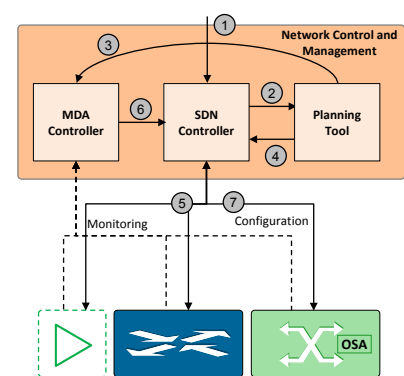 1
Network Control and
Management
3
MDA
Controller
6
SDN
Controller
2
4
Planning
Tool
5
7
Monitoring
Configuration
OSA